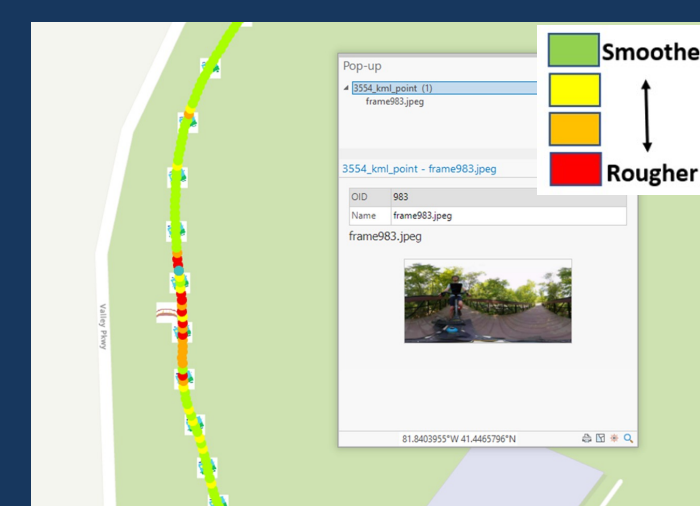 Pop-up
3554_kml_point (1)
frame983.jpeg
3554_kml_point - frame983.jpeg
OID 983
Name frame983.jpeg
frame983.jpeg
81.8403955°W 41.4465796°N
Smoothe
Rougher
Valley Pkwy